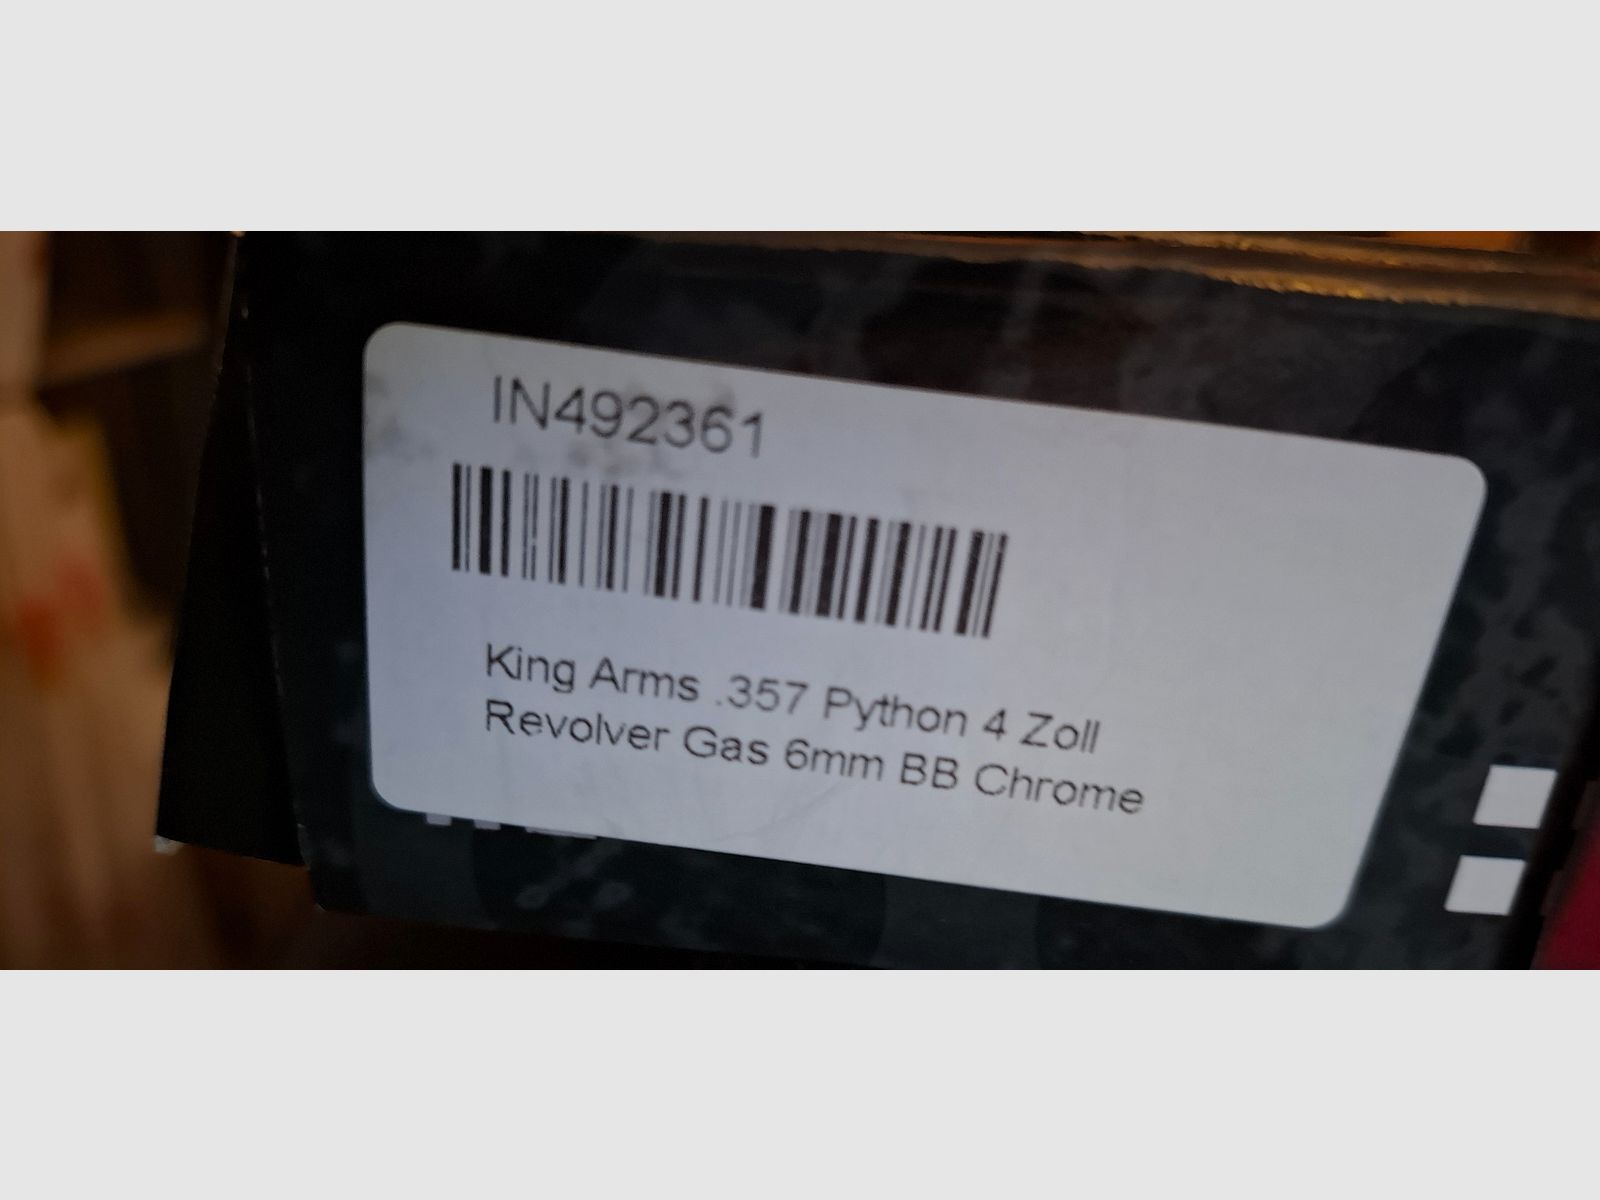 IN492361
King Arms .357 Python 4 Zoll
Revolver Gas 6mm BB Chrome